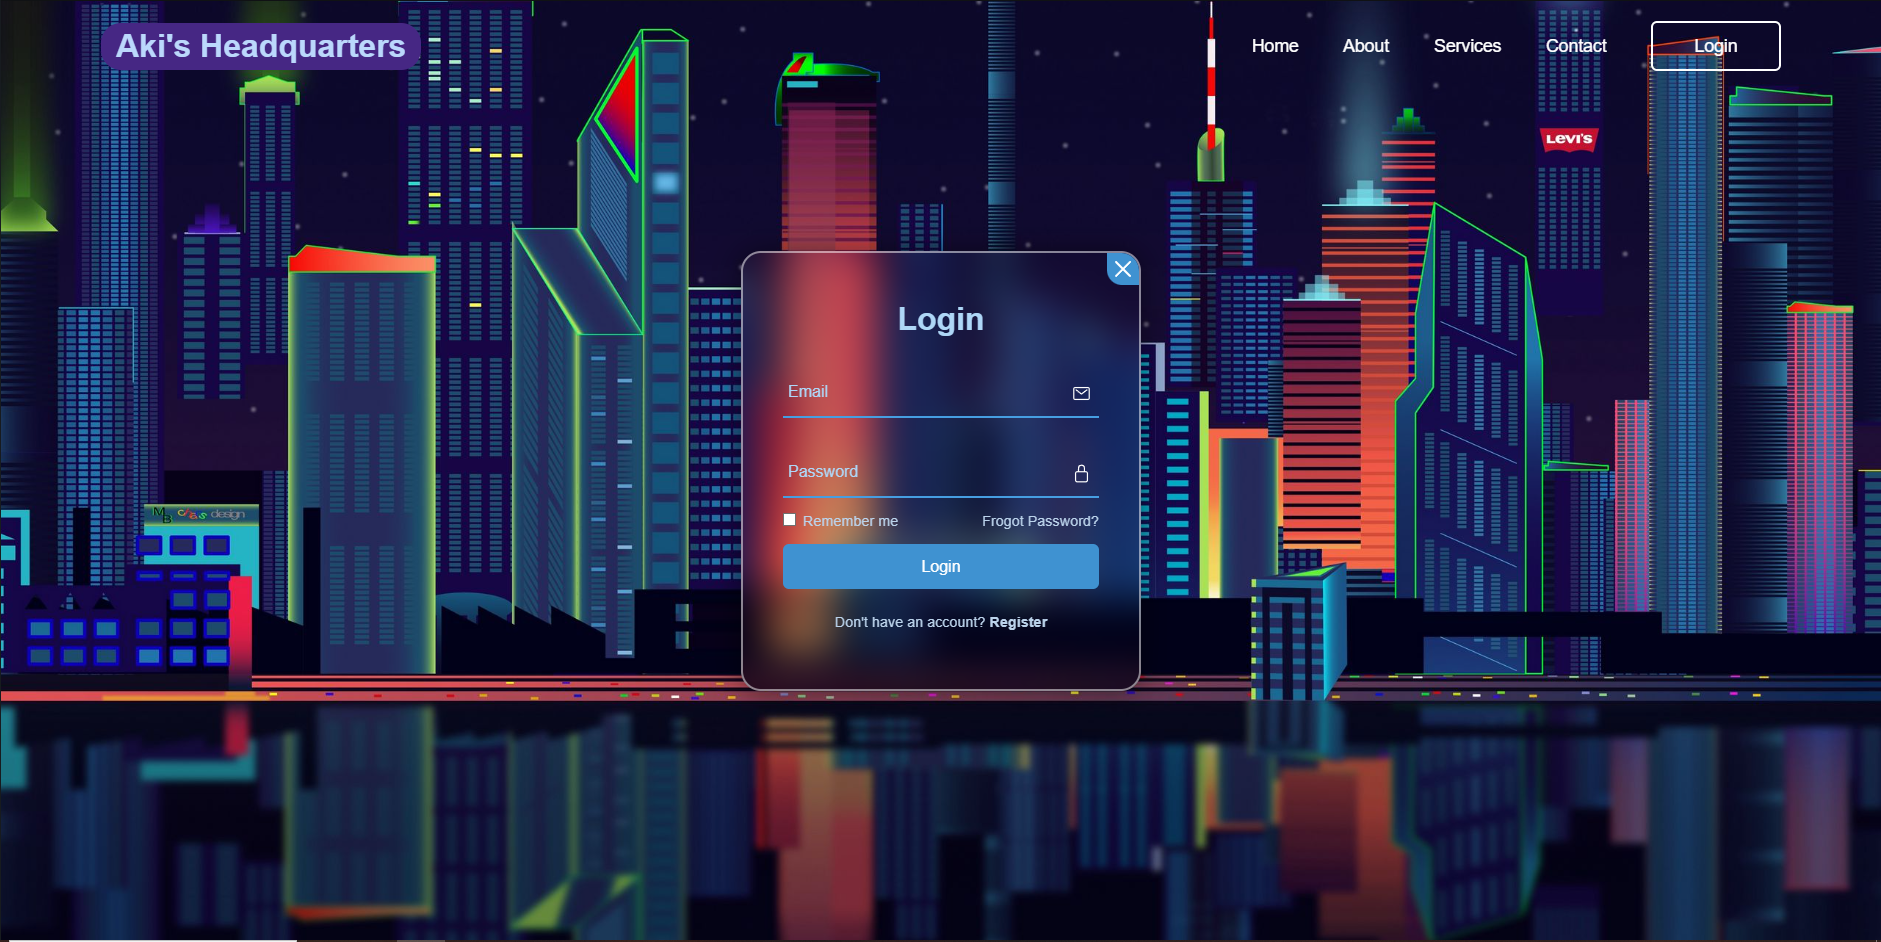 Aki's Headquarters
Home
About
Services
Contact
Login
LEVI'S
Login
Email
Password
Remember me
Frogot Password?
Login
Don't have an account? Register
MB design